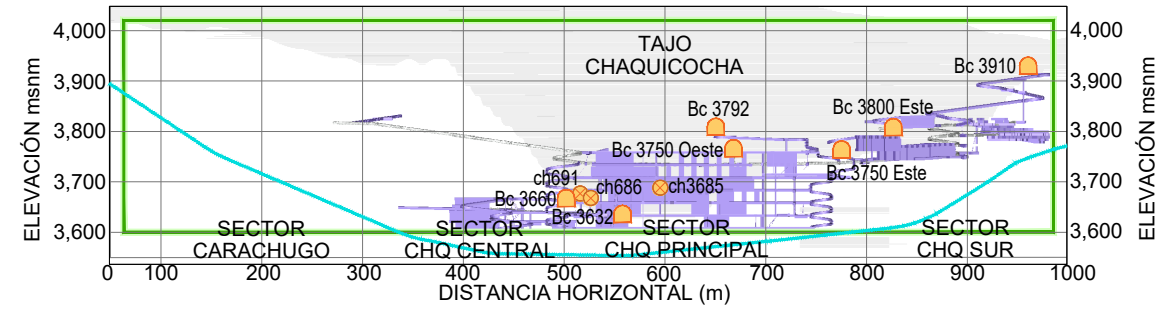 4,000
3,900
3,800
3,700
3,600
ELEVACIÓN msnm
TAJO
CHAQUICOCHA
Bc 3910
Bc 3792
Bc 3800 Este
Bc 3750 Oeste
Bc 3750 Este
ch691
ch686
ch3685
Bc 3660
Bc 3632
SECTOR
CARACHUGO
SECTOR
CHQ CENTRAL
SECTOR
CHQ PRINCIPAL
SECTOR
CHQ SUR
4,000
3,900
3,800
3,700
3,600
ELEVACIÓN msnm
0 100 200 300 400 500 600 700 800 900 1000
DISTANCIA HORIZONTAL (m)